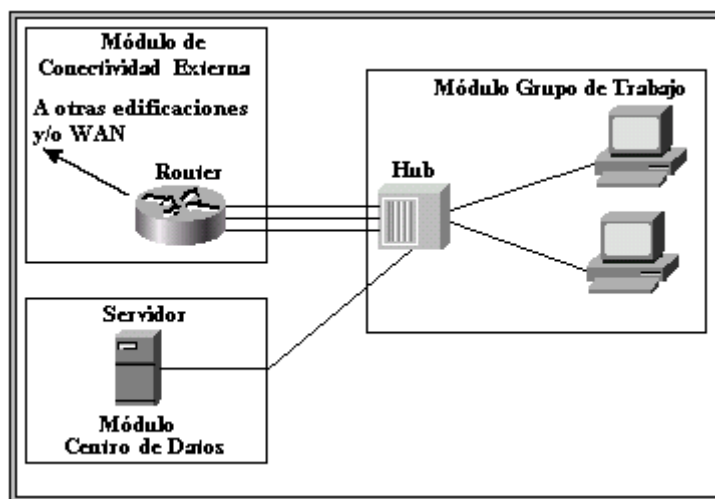 Módulo de
Conectividad Externa
A otras edificaciones
y/o WAN
Router
Módulo Grupo de Trabajo
Hub
Servidor
Módulo
Centro de Datos